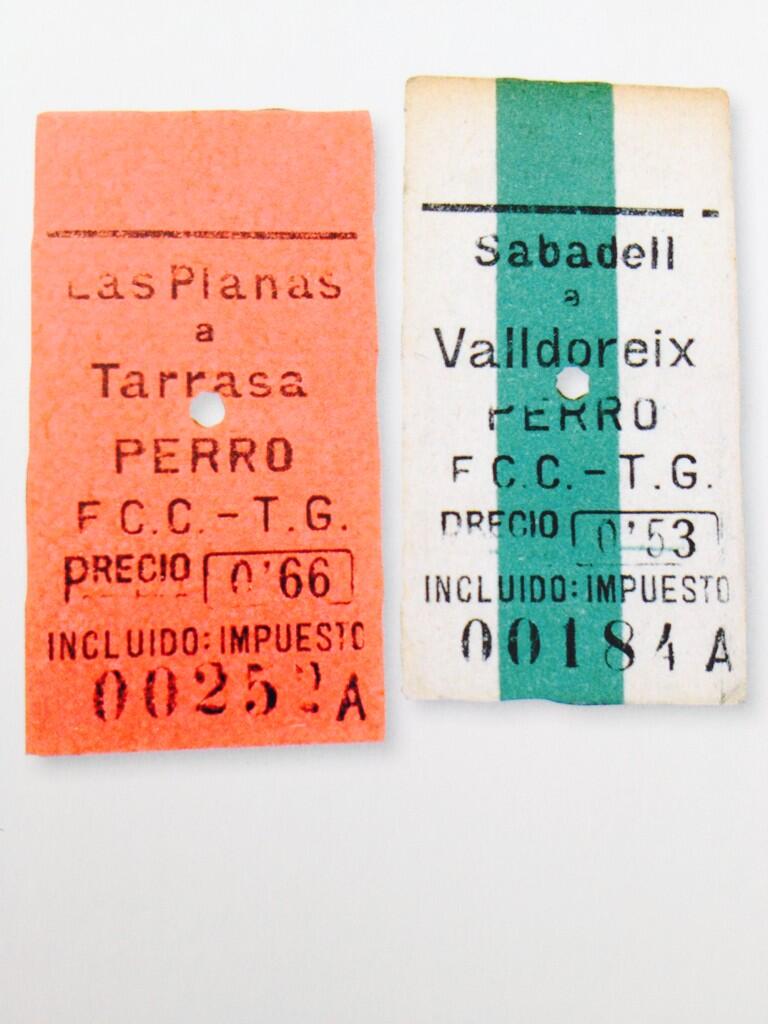 Las Planas
a
Tarrasa
PERRO
F C.C. - T.G.
PRECIO 0'66
INCLUIDO: IMPUESTO
Sabadell
a
Valldoreix
PERRO
F C.C. - T.G.
PRECIO 0'53
INCLUIDO: IMPUESTO
00184 A